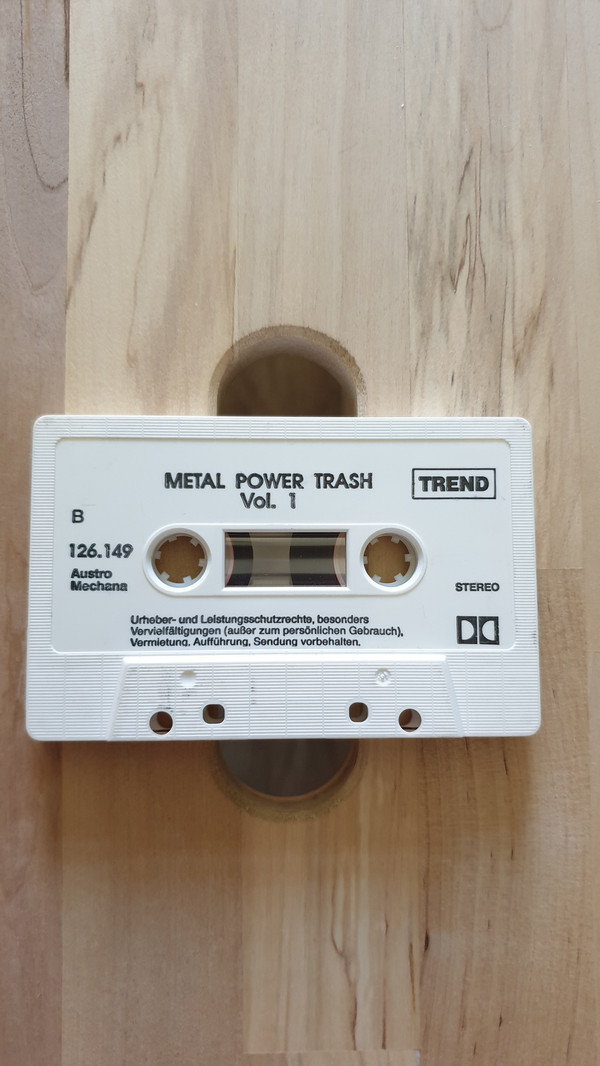 METAL POWER TRASH
Vol. 1
TREND
B
126.149
Austro
Mechana
STEREO
Urheber- und Leistungsschutzrechte, besonders
Vervielfältigungen (außer zum persönlichen Gebrauch),
Vermietung, Aufführung, Sendung vorbehalten.